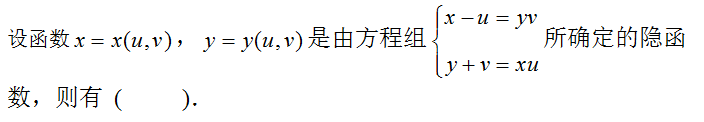 设函数 x = x(u,v)， y = y(u,v) 是由方程组 { x − u = yv
y + v = xu 所确定的隐函
数，则有（ ）.